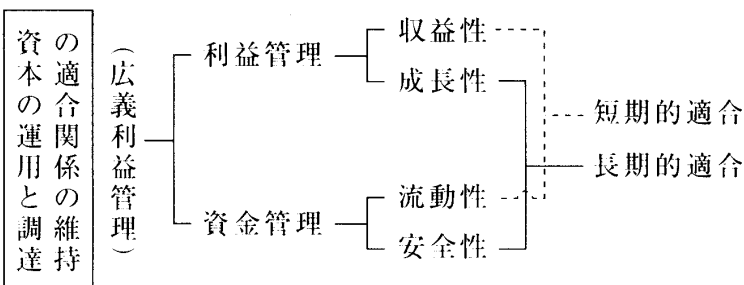 資本の運用と調達
の適合関係の維持
(広義利益管理)
利益管理
収益性
成長性
資金管理
流動性
安全性
短期的適合
長期的適合